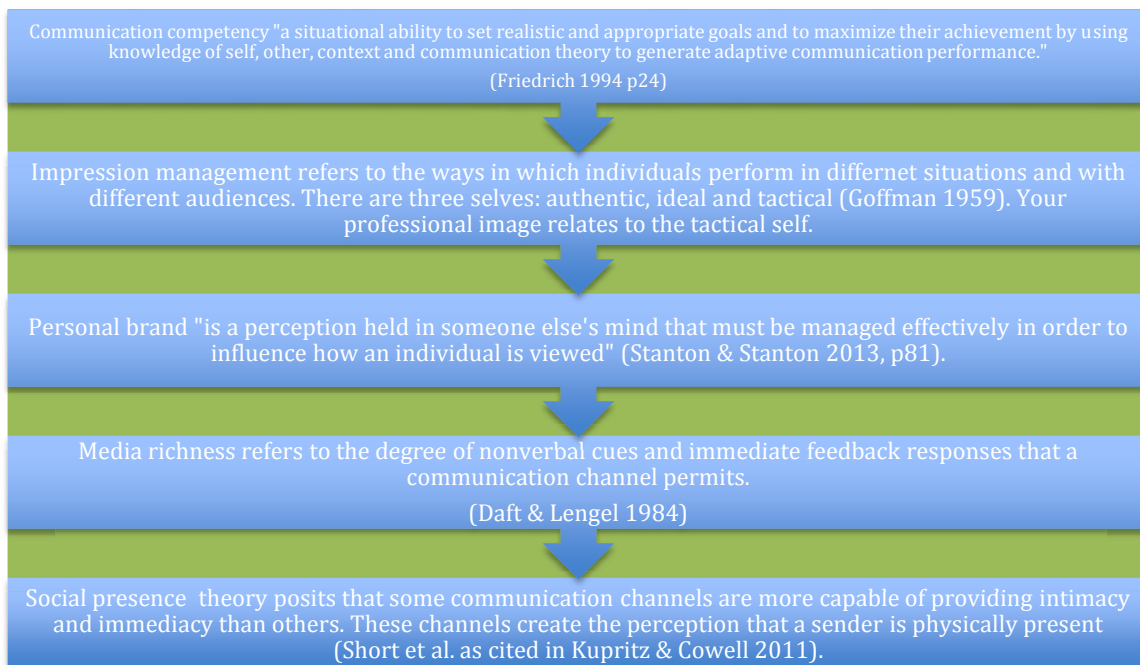 Communication competency "a situational ability to set realistic and appropriate goals and to maximize their achievement by using
knowledge of self, other, context and communication theory to generate adaptive communication performance."
(Friedrich 1994 p24)
Impression management refers to the ways in which individuals perform in differnet situations and with
different audiences. There are three selves: authentic, ideal and tactical (Goffman 1959). Your
professional image relates to the tactical self.
Personal brand "is a perception held in someone else's mind that must be managed effectively in order to
influence how an individual is viewed" (Stanton & Stanton 2013, p81).
Media richness refers to the degree of nonverbal cues and immediate feedback responses that a
communication channel permits.
(Daft & Lengel 1984)
Social presence theory posits that some communication channels are more capable of providing intimacy
and immediacy than others. These channels create the perception that a sender is physically present
(Short et al. as cited in Kupritz & Cowell 2011).